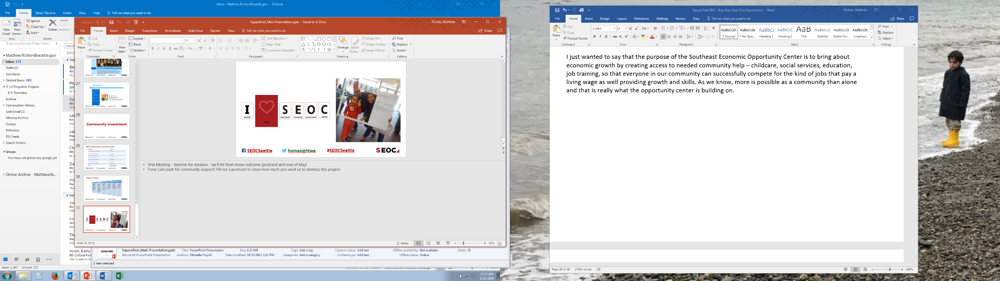 Inbox - Matthew.Richter@seattle.gov - Outlook
File Home Send / Receive Folder View Help Tell me what you want to do
New Email
New Items
Ignore
Clean Up
Junk
Delete
Archive
New
Delete
Drag Your Favorite Folders Here
Matthew.Richter@seattle.gov
Inbox 273
Drafts [2]
Sent Items
Deleted Items 245
(7 yr) Programs_Projects
6 Yr Retention
Archive
Conversation History
Junk Email [2]
Mimosa Archive
Outbox
Reference
RSS Feeds
Search Folders
Groups
You have not joined any groups yet
Online Archive - Matthew.Ri...
Items: 1,397 Unread: 273
Hsieh, Kathy
RE: Cultural Faci
This is part of th
AutoSave Off
SquareFeet_Main Presentation.pptx - Saved to G: Drive
Richter, Matthew
File Home Insert Design Transitions Animations Slide Show Review View Tell me what you want to do
Share
Paste
Cut
Copy
Format Painter
Clipboard
New Slide
Layout
Reset
Section
Slides
18
Font
Text Direction
Align Text
Convert to SmartArt
Paragraph
Arrange
Quick Styles
Shape Fill
Shape Outline
Shape Effects
Drawing
Find
Replace
Select
Editing
27
The MCC is...
28
Community Investment
29
SEOC Development Cost Break Down
30
Project Timeline
31
I SUPPORT
THE
S SOUTHEAST
E ECONOMIC
O OPPORTUNITY
C CENTER
I SEOC
SEOCSeattle
homesightwa
#SEOCSeattle
SEOC
SHA Meeting - timeline for decision - we'll let them know outcome (postcard sent end of May)
Tony: Last push for community support! Fill out a postcard to show how much you want us to develop this project.
Slide 31 of 31
Notes
52%
SquareFeet_Main Presentation.pptx
Microsoft PowerPoint Presentation
Title: PowerPoint Presentation
Authors: Michelle Huynh
Size: 6.21 MB
Date modified: 10/23/2017 2:51 PM
Tags: Add a tag
Categories: Add a category
Content status: Add text
Content type: Add text
Offline availability: Not available
Offline status: Online
Slides: 31
1 item selected
11:13 AM
1/11/2018
Square Feet 2017 - Buy! Buy! Buy! Final Report.docx - Word
Richter, Matthew
File Home Insert Design Layout References Mailings Review View Tell me what you want to do
Share
Paste
Cut
Copy
Format Painter
Clipboard
Calibri 11
Font
Paragraph
AaBbCcDc ¶ Normal
AaBbCcDc ¶ No Spac...
AaBbCc Heading 1
AaBbCcE Heading 2
AaB Title
AaBbCcD Subtitle
AaBbCcDt Subtle Em...
AaBbCcDt Emphasis
Styles
Find
Replace
Select
Editing
I just wanted to say that the purpose of the Southeast Economic Opportunity Center is to bring about
economic growth by creating access to needed community help – childcare, social services, education,
job training, so that everyone in our community can successfully compete for the kind of jobs that pay a
living wage as well providing growth and skills. As we know, more is possible as a community than alone
and that is really what the opportunity center is building on.
Page 29 of 39 17401 words
180%